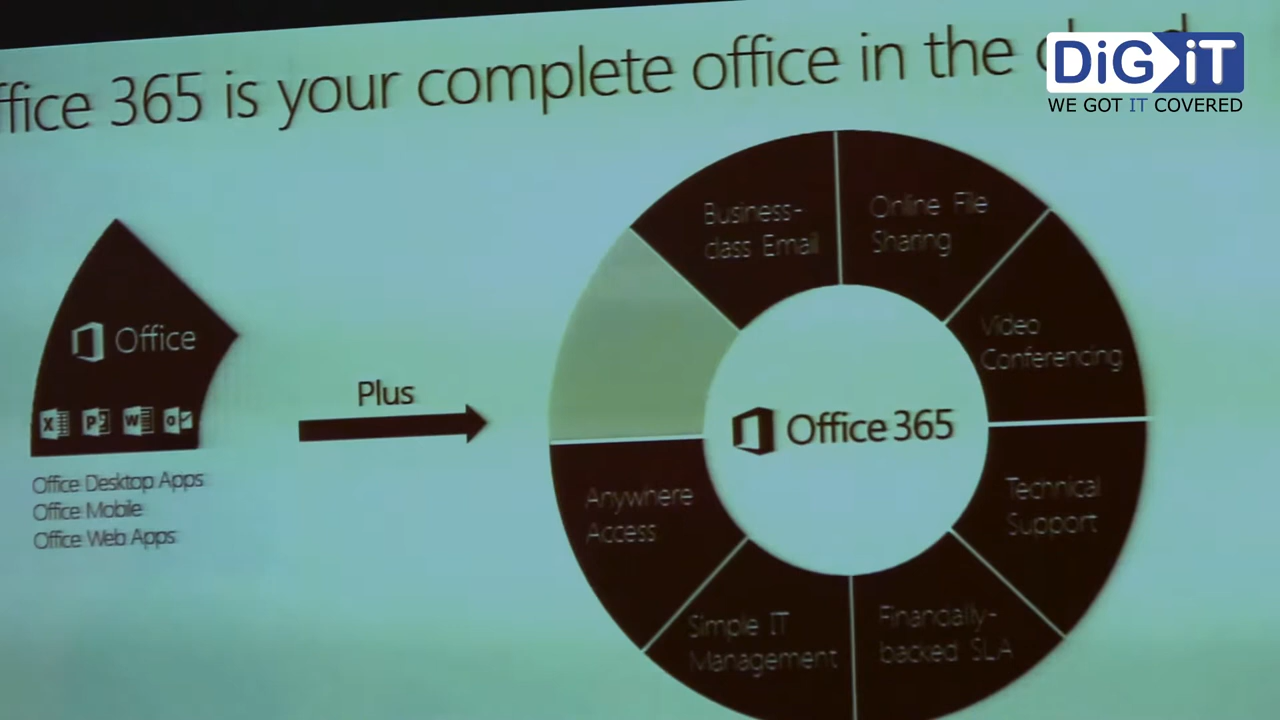 ffice 365 is your complete office in the
DiGiT
WE GOT IT COVERED
Office
Office Desktop Apps
Office Mobile
Office Web Apps
Plus
Business-
class Email
Online File
Sharing
Video
Conferencing
Technical
Support
Financially-
backed SLA
Simple IT
Management
Anywhere
Access
Office 365